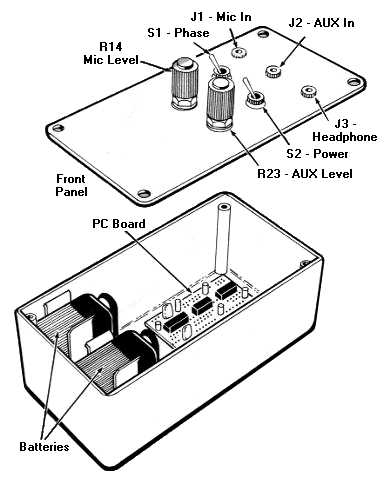 J1 - Mic In
S1 - Phase
J2 - AUX In
R14
Mic Level
J3 -
Headphone
S2 - Power
R23 - AUX Level
Front
Panel
PC Board
Batteries